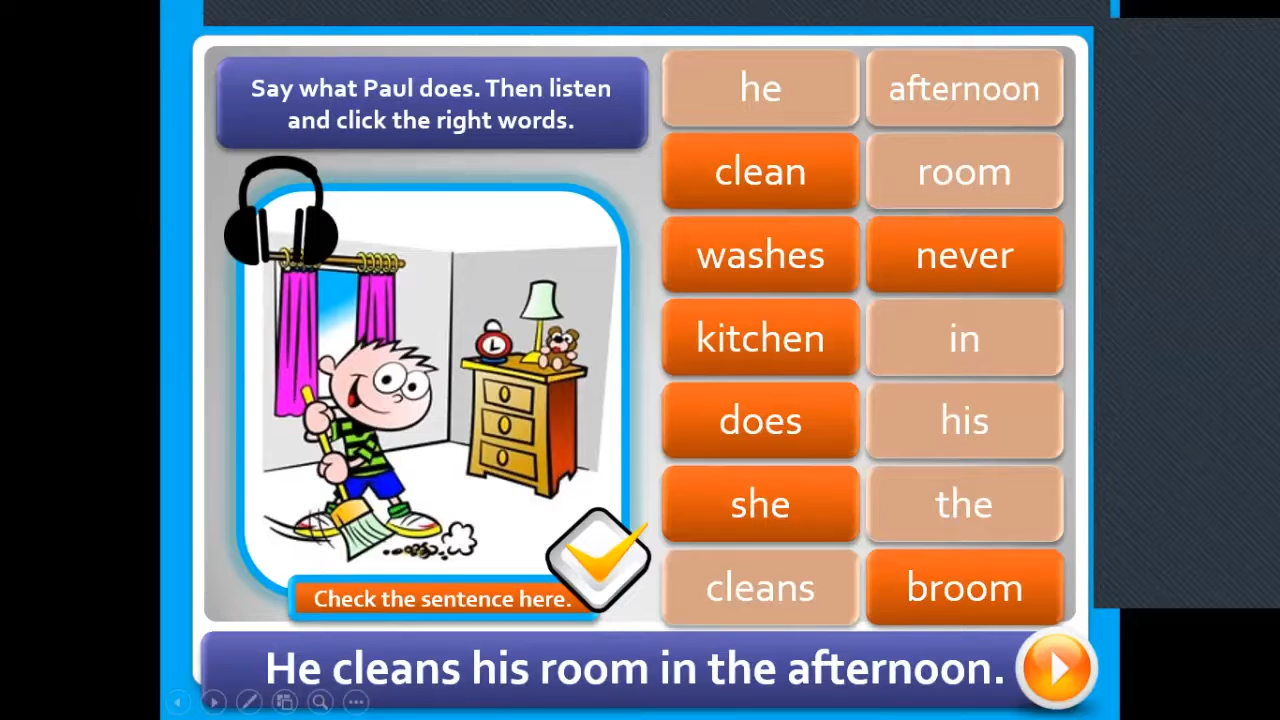 Say what Paul does. Then listen
and click the right words.
he
afternoon
clean
room
washes
never
kitchen
in
does
his
she
the
cleans
broom
Check the sentence here.
He cleans his room in the afternoon.